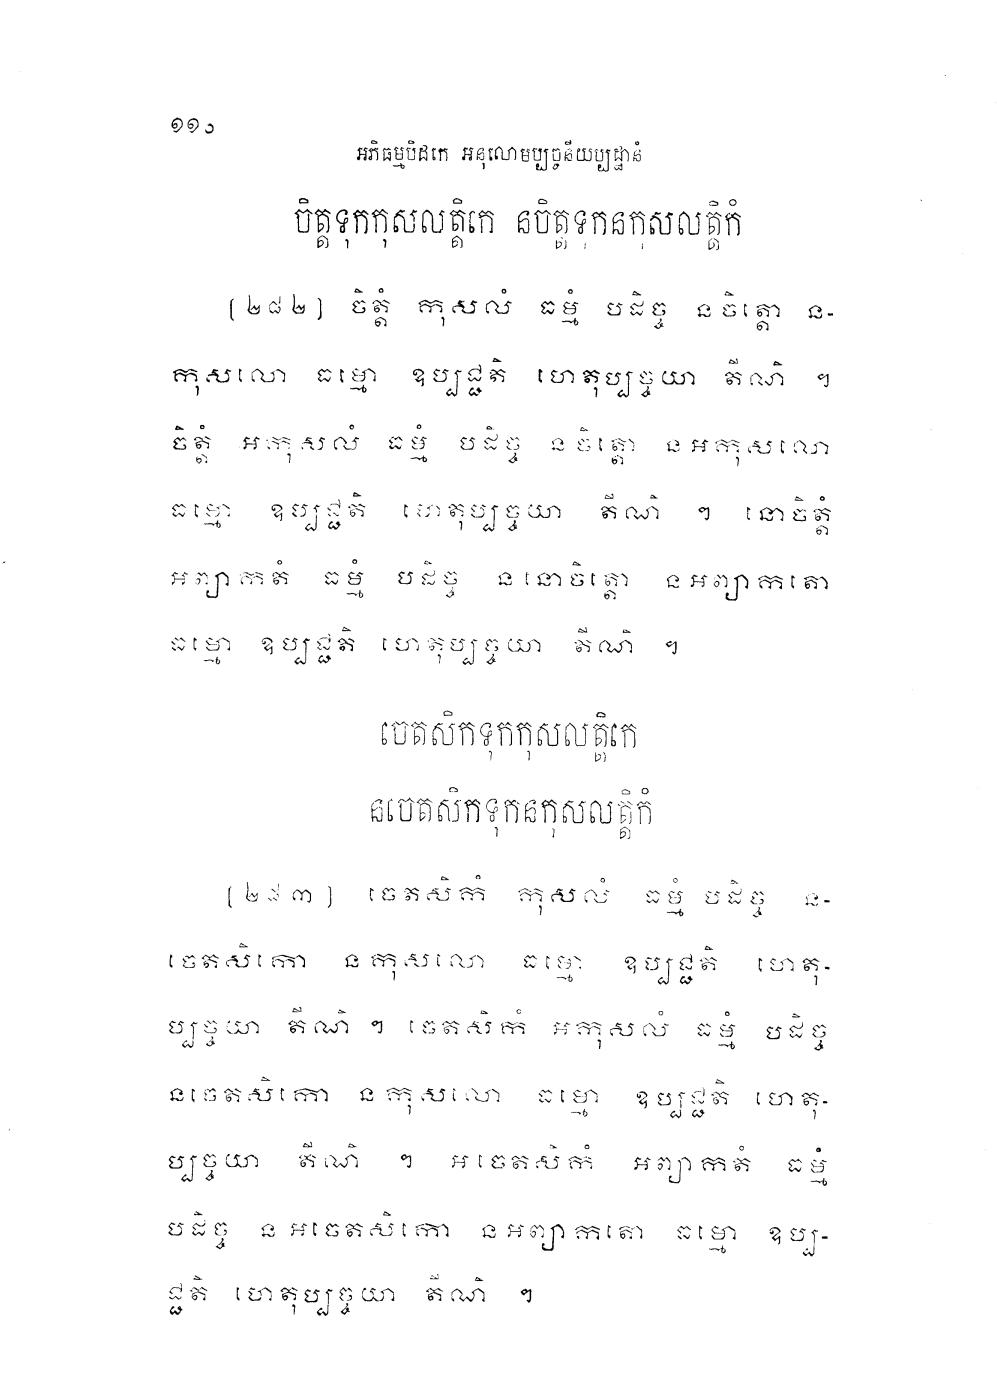 ១១០
អភិធម្មបិដកេ អនុលោមប្បច្ចនីយប្បដ្ឋានំ
ចិត្តទុកកុសលត្តិកេ នចិត្តទុកនកុសលត្តិកំ
[២៨២] ចិត្តំ កុសលំ ធម្មំ បដិច្ច នចិត្តោ ន-
កុសលោ ធម្មោ ឧប្បជ្ជតិ ហេតុប្បច្ចយា តីណិ ។
ចិត្តំ អកុសលំ ធម្មំ បដិច្ច នចិត្តោ នអកុសលោ
ធម្មោ ឧប្បជ្ជតិ ហេតុប្បច្ចយា តីណិ ។ នោចិត្តំ
អព្យាកតំ ធម្មំ បដិច្ច ននោចិត្តោ នអព្យាកតោ
ធម្មោ ឧប្បជ្ជតិ ហេតុប្បច្ចយា តីណិ ។
ចេតសិកទុកកុសលត្តិកេ
នចេតសិកទុកនកុសលត្តិកំ
[២៨៣] ចេតសិកំ កុសលំ ធម្មំ បដិច្ច ន-
ចេតសិកោ នកុសលោ ធម្មោ ឧប្បជ្ជតិ ហេតុ-
ប្បច្ចយា តីណិ ។ ចេតសិកំ អកុសលំ ធម្មំ បដិច្ច
នចេតសិកោ នកុសលោ ធម្មោ ឧប្បជ្ជតិ ហេតុ-
ប្បច្ចយា តីណិ ។ អចេតសិកំ អព្យាកតំ ធម្មំ
បដិច្ច នអចេតសិកោ នអព្យាកតោ ធម្មោ ឧប្ប-
ជ្ជតិ ហេតុប្បច្ចយា តីណិ ។